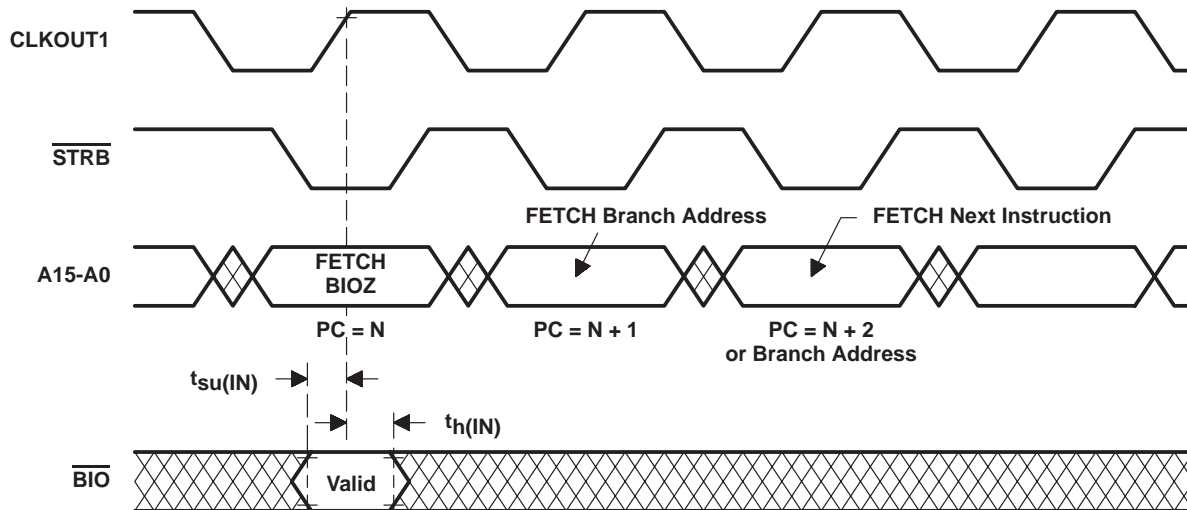 CLKOUT1
STRB
FETCH Branch Address
FETCH Next Instruction
A15-A0
FETCH
BIOZ
PC = N
PC = N + 1
PC = N + 2
or Branch Address
tsu(IN)
th(IN)
BIO
Valid